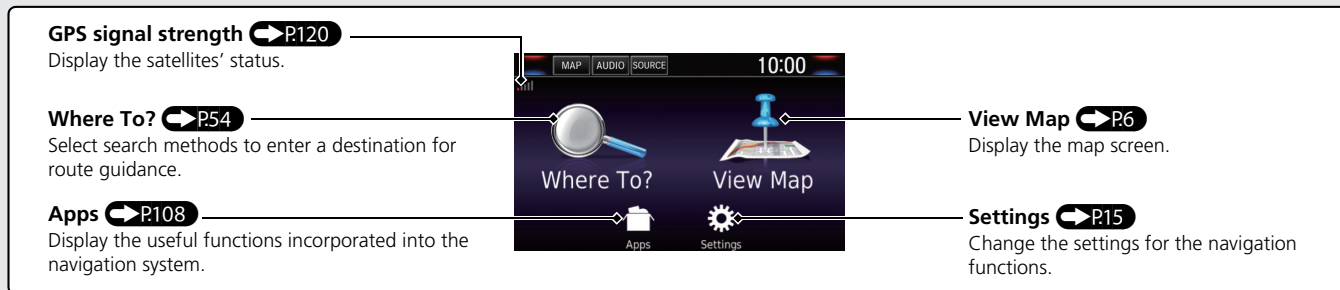 GPS signal strength P.120
Display the satellites' status.
Where To? P.54
Select search methods to enter a destination for
route guidance.
Apps P.108
Display the useful functions incorporated into the
navigation system.
MAP AUDIO SOURCE 10:00
Where To? View Map
Apps Settings
View Map P.6
Display the map screen.
Settings P.15
Change the settings for the navigation
functions.